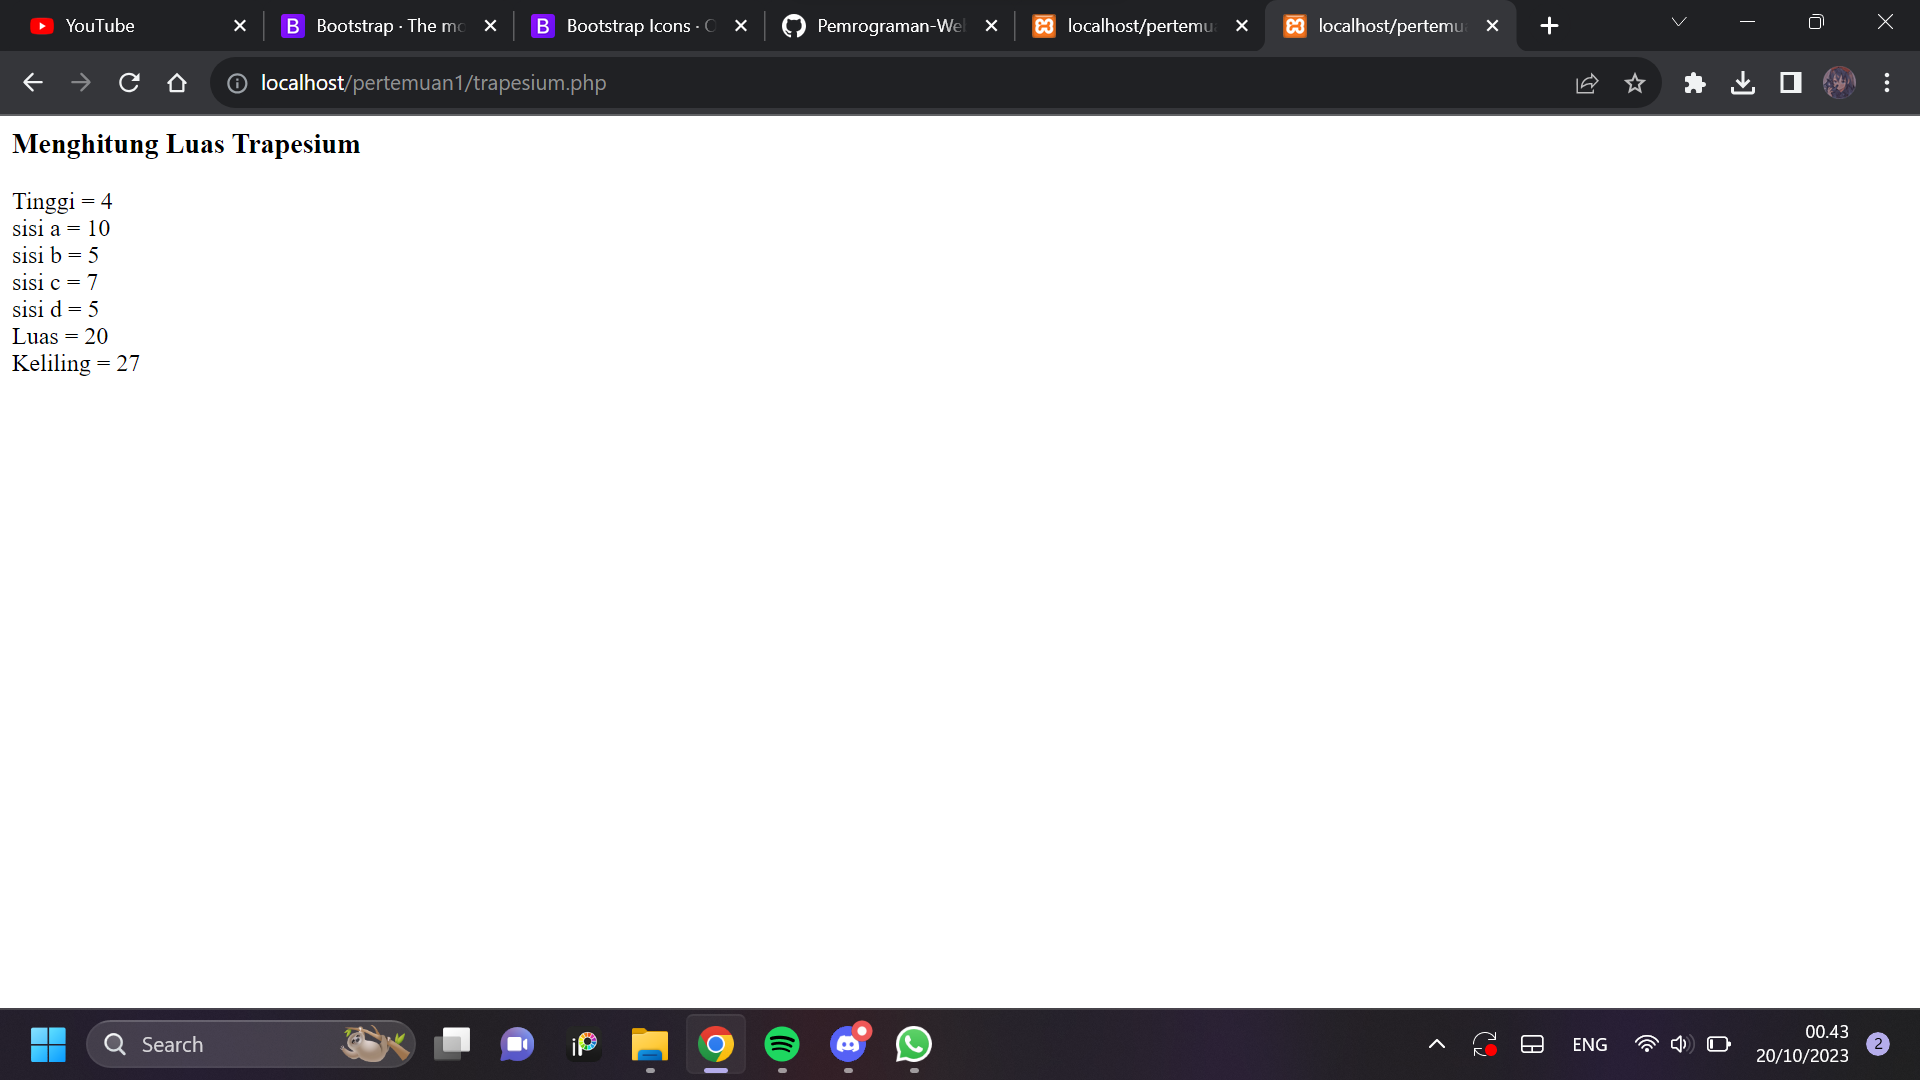 YouTube
Bootstrap · The mo
Bootstrap Icons · O
Pemrograman-We
localhost/pertemu
localhost/pertemu
localhost/pertemuan1/trapesium.php
Menghitung Luas Trapesium
Tinggi = 4
sisi a = 10
sisi b = 5
sisi c = 7
sisi d = 5
Luas = 20
Keliling = 27
Search
ENG
00.43
20/10/2023
2